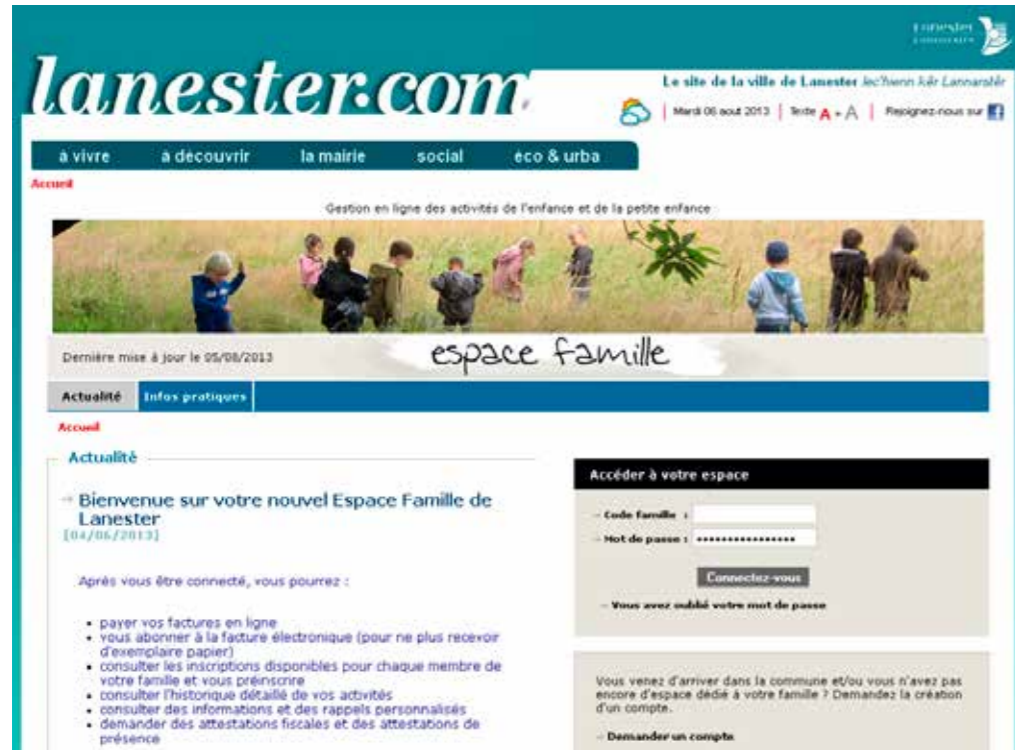 Lanester
lanester.com
Le site de la ville de Lanester lec'hienn kêr Lannarstêr
Mardi 06 aout 2013 | Texte A - A | Rejoignez-nous sur
à vivre à découvrir la mairie social éco & urba
Accueil
Gestion en ligne des activités de l'enfance et de la petite enfance
Dernière mise à jour le 05/08/2013
espace famille
Actualité Infos pratiques
Accueil
Actualité
Bienvenue sur votre nouvel Espace Famille de
Lanester
[04/06/2013]
Après vous être connecté, vous pourrez :
• payer vos factures en ligne
• vous abonner à la facture électronique (pour ne plus recevoir
d'exemplaire papier)
• consulter les inscriptions disponibles pour chaque membre de
votre famille et vous préinscrire
• consulter l'historique détaillé de vos activités
• consulter des informations et des rappels personnalisés
• demander des attestations fiscales et des attestations de
présence
Accéder à votre espace
Code famille :
Mot de passe : ••••••••••••••••
Connectez-vous
Vous avez oublié votre mot de passe
Vous venez d'arriver dans la commune et/ou vous n'avez pas
encore d'espace dédié à votre famille ? Demandez la création
d'un compte.
Demander un compte